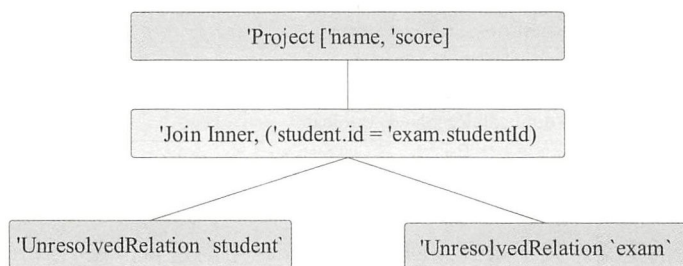 'Project ['name, 'score]
'Join Inner, ('student.id = 'exam.studentId)
'UnresolvedRelation `student`
'UnresolvedRelation `exam`